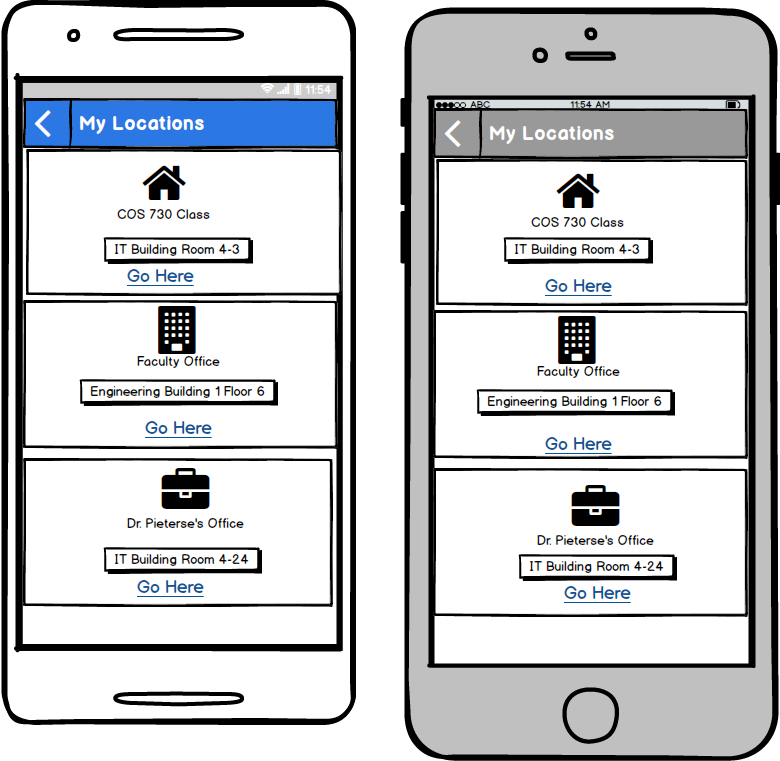 11:54
My Locations
COS 730 Class
IT Building Room 4-3
Go Here
Faculty Office
Engineering Building 1 Floor 6
Go Here
Dr. Pieterse's Office
IT Building Room 4-24
Go Here
ABC 11:54 AM
My Locations
COS 730 Class
IT Building Room 4-3
Go Here
Faculty Office
Engineering Building 1 Floor 6
Go Here
Dr. Pieterse's Office
IT Building Room 4-24
Go Here